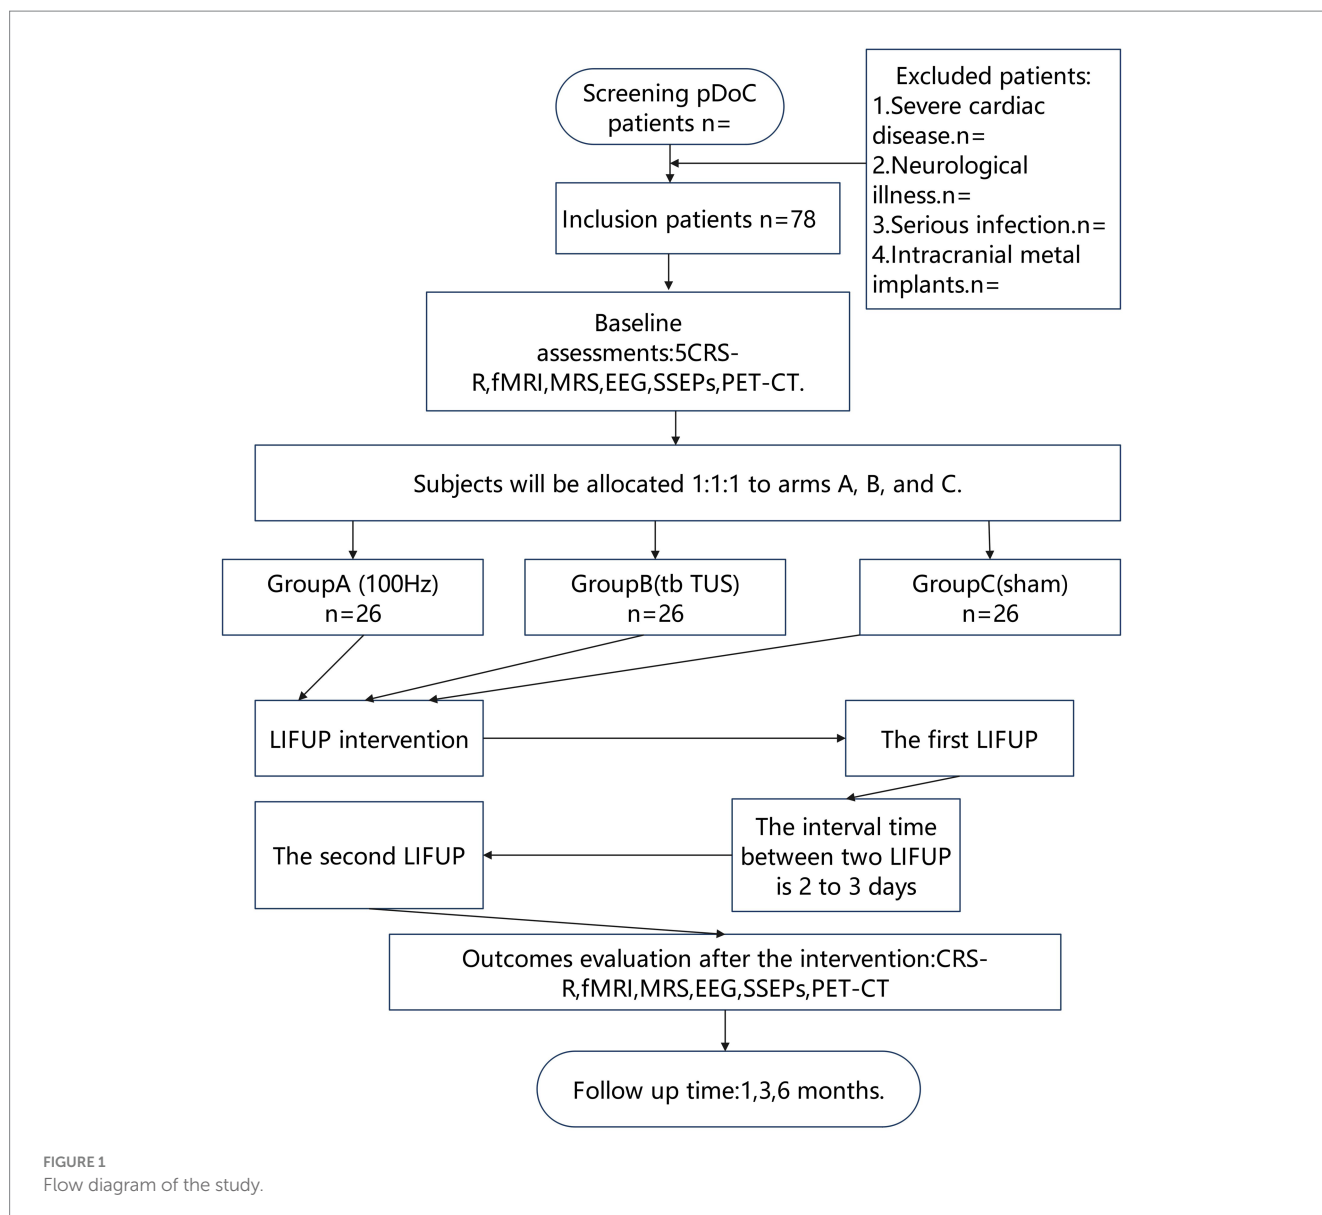 Screening pDoC
patients n=
Excluded patients:
1.Severe cardiac
disease.n=
2.Neurological
illness.n=
3.Serious infection.n=
4.Intracranial metal
implants.n=
Inclusion patients n=78
Baseline
assessments:5CRS-
R,fMRI,MRS,EEG,SSEPs,PET-CT.
Subjects will be allocated 1:1:1 to arms A, B, and C.
GroupA (100Hz)
n=26
GroupB(tb TUS)
n=26
GroupC(sham)
n=26
LIFUP intervention
The first LIFUP
The interval time
between two LIFUP
is 2 to 3 days
The second LIFUP
Outcomes evaluation after the intervention:CRS-
R,fMRI,MRS,EEG,SSEPs,PET-CT
Follow up time:1,3,6 months.
FIGURE 1
Flow diagram of the study.